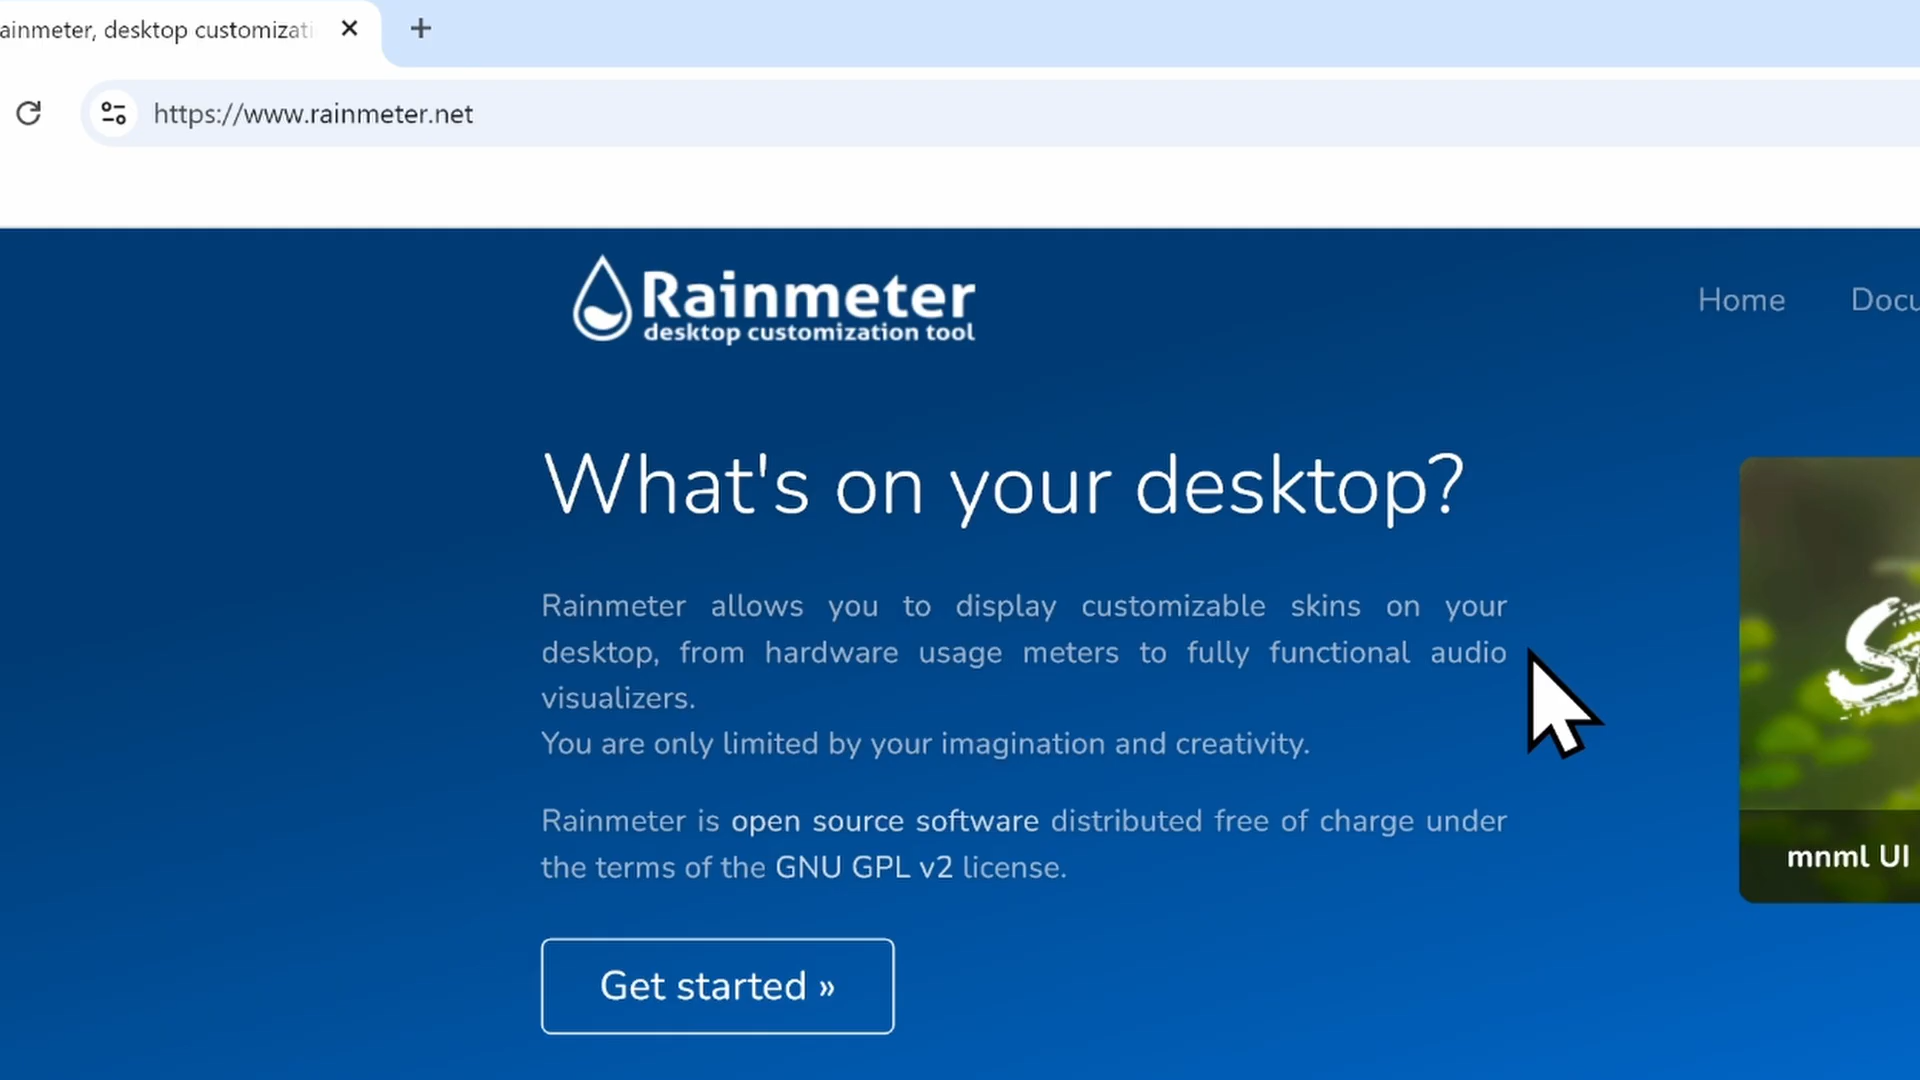 ainmeter, desktop customizati
https://www.rainmeter.net
Rainmeter
desktop customization tool
Home Docu
What's on your desktop?
Rainmeter allows you to display customizable skins on your
desktop, from hardware usage meters to fully functional audio
visualizers.
You are only limited by your imagination and creativity.
Rainmeter is open source software distributed free of charge under
the terms of the GNU GPL v2 license.
mnml UI
Get started »